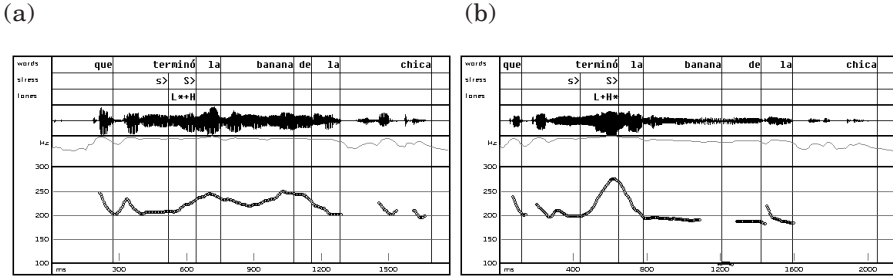 (a)
(b)
words que terminó la banana de la chica
stress s> S>
tones L*+H
Hz
300
250
200
150
100
ms 300 600 900 1200 1500
words que terminó la banana de la chica
stress s> S>
tones L+H*
Hz
300
250
200
150
100
ms 400 800 1200 1600 2000